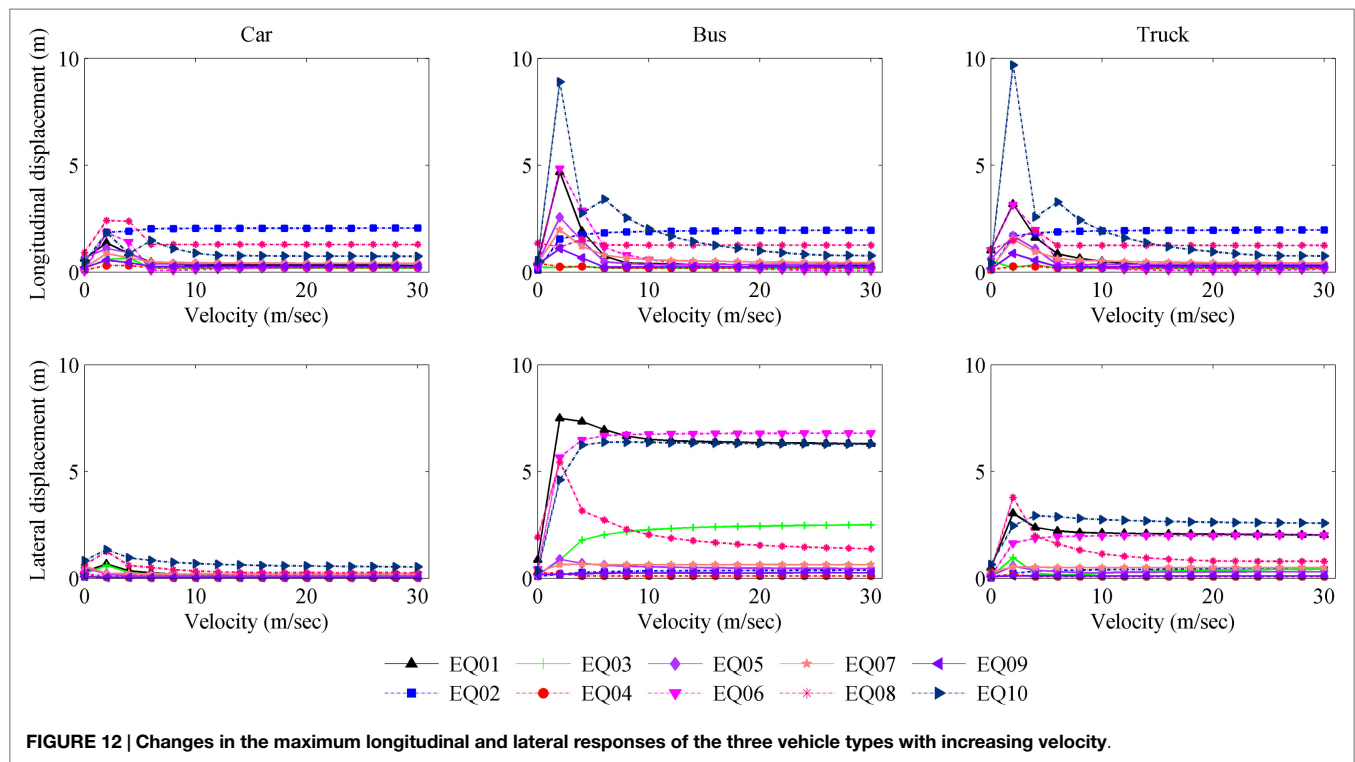 Car
Bus
Truck
Longitudinal displacement (m)
10
5
0
0 10 20 30
Velocity (m/sec)
10
5
0
0 10 20 30
Velocity (m/sec)
10
5
0
0 10 20 30
Velocity (m/sec)
Lateral displacement (m)
10
5
0
0 10 20 30
Velocity (m/sec)
10
5
0
0 10 20 30
Velocity (m/sec)
10
5
0
0 10 20 30
Velocity (m/sec)
EQ01 EQ03 EQ05 EQ07 EQ09
EQ02 EQ04 EQ06 EQ08 EQ10
FIGURE 12 | Changes in the maximum longitudinal and lateral responses of the three vehicle types with increasing velocity.